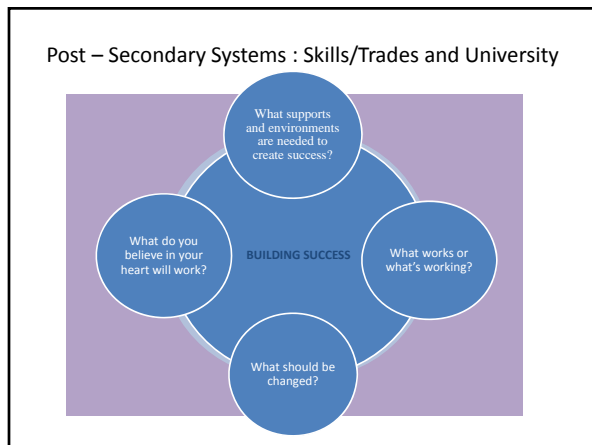 Post – Secondary Systems : Skills/Trades and University
What supports
and environments
are needed to
create success?
What do you
believe in your
heart will work?
BUILDING SUCCESS
What works or
what's working?
What should be
changed?